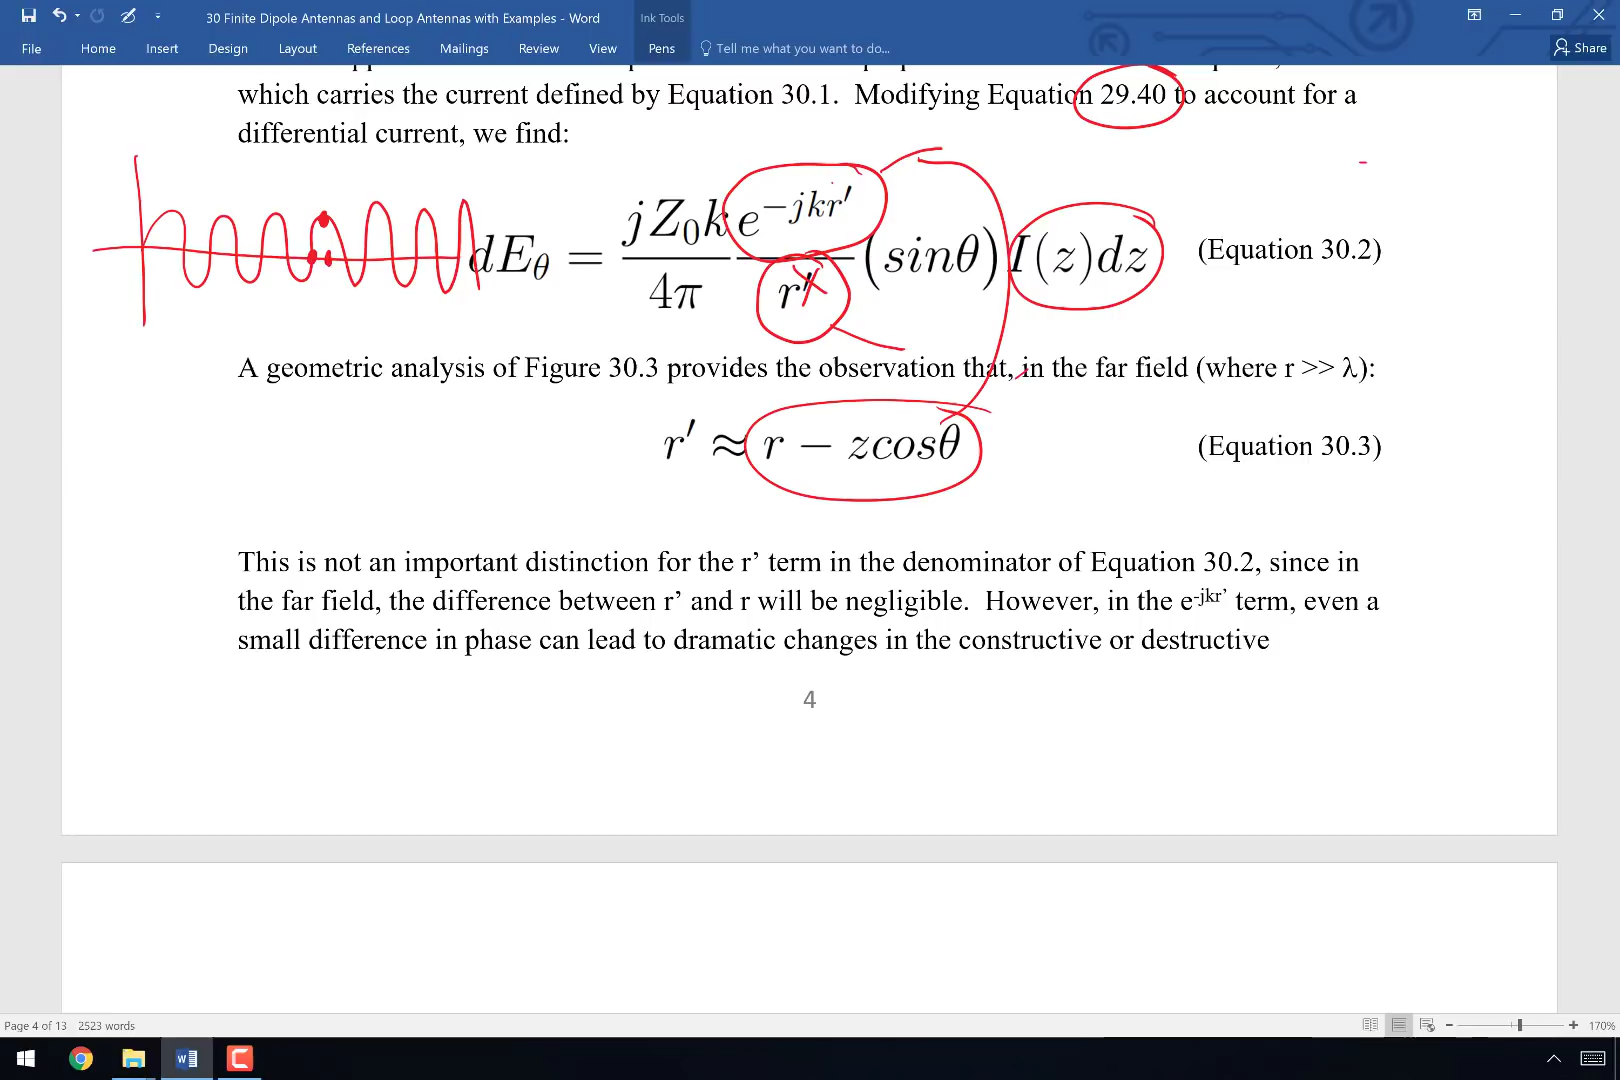 30 Finite Dipole Antennas and Loop Antennas with Examples - Word
Ink Tools
File Home Insert Design Layout References Mailings Review View Pens Tell me what you want to do... Share
which carries the current defined by Equation 30.1. Modifying Equation 29.40 to account for a
differential current, we find:
dE_θ = jZ_0k/4π e^{-jkr'}/r' (sinθ)I(z)dz (Equation 30.2)
A geometric analysis of Figure 30.3 provides the observation that, in the far field (where r >> λ):
r' ≈ r − zcosθ (Equation 30.3)
This is not an important distinction for the r’ term in the denominator of Equation 30.2, since in
the far field, the difference between r’ and r will be negligible. However, in the e^{-jkr’} term, even a
small difference in phase can lead to dramatic changes in the constructive or destructive
4
Page 4 of 13 2523 words
170%